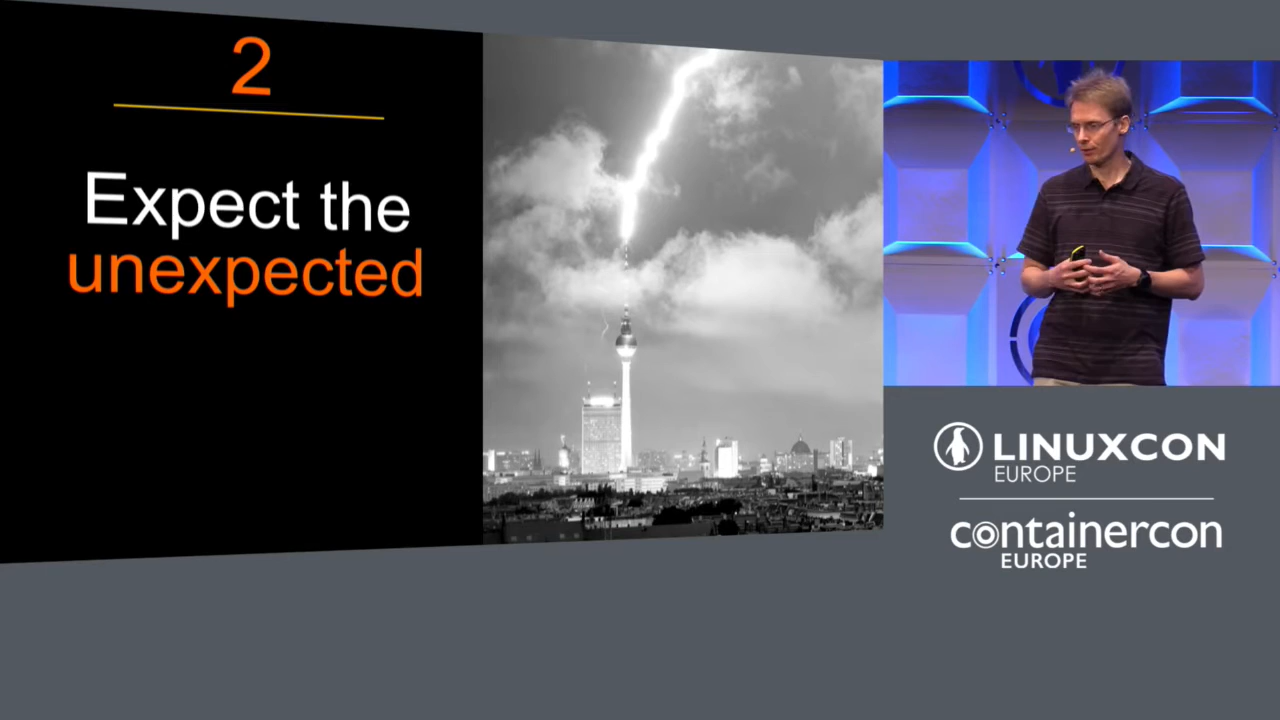 2
Expect the
unexpected
LINUXCON
EUROPE
containercon
EUROPE